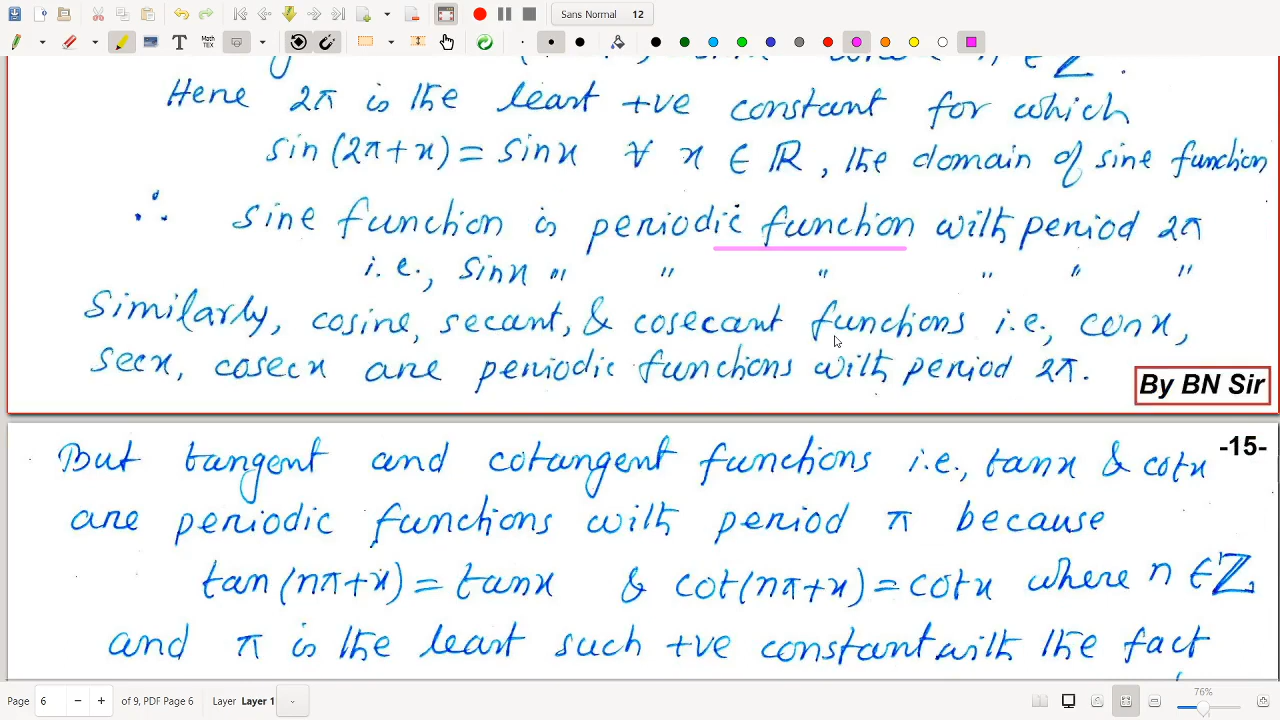 Sans Normal 12
Math TEX
Here 2π is the least +ve constant for which
sin(2π+x) = sinx ∀ x ∈ ℝ, the domain of sine function
∴ sine function is periodic function with period 2π
i.e., sinx " " " " " "
Similarly, cosine, secant, & cosecant functions i.e., cosx,
secx, cosecx are periodic functions with period 2π.
By BN Sir
-15-
But tangent and cotangent functions i.e., tanx & cotx
are periodic functions with period π because
tan(nπ+x) = tanx & cot(nπ+x) = cotx where n ∈ ℤ,
and π is the least such +ve constant with the fact
Page 6 of 9, PDF Page 6 Layer Layer 1 76%